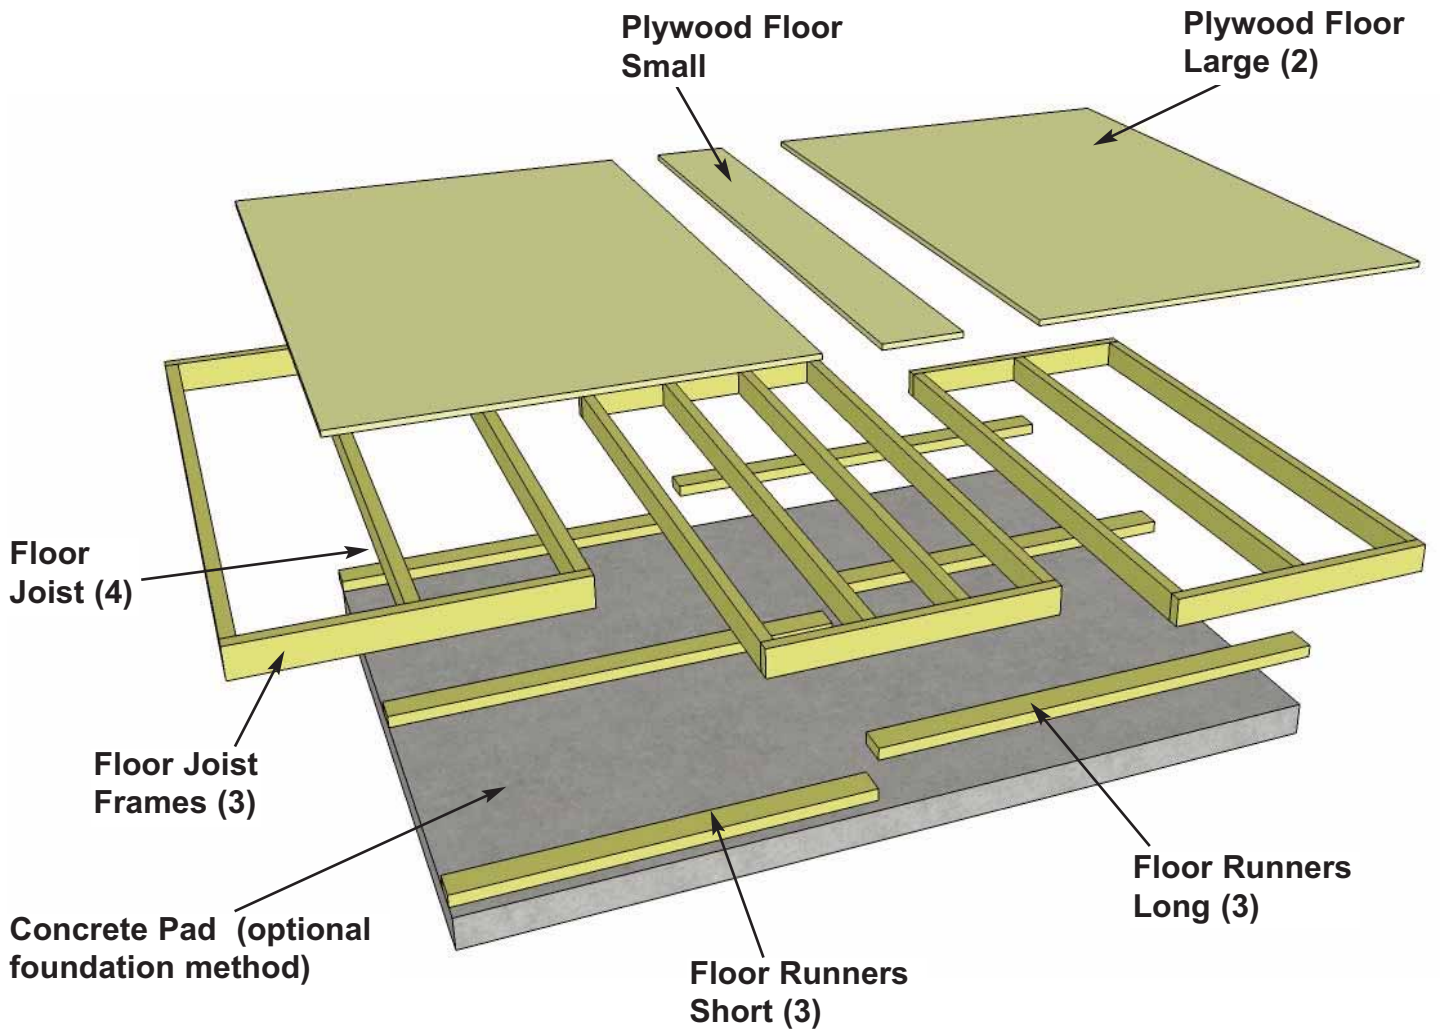 Plywood Floor
Small
Plywood Floor
Large (2)
Floor
Joist (4)
Floor Joist
Frames (3)
Concrete Pad (optional
foundation method)
Floor Runners
Short (3)
Floor Runners
Long (3)